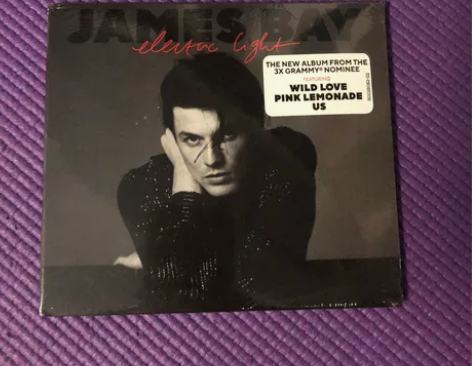 JAMES BAY
electric light
THE NEW ALBUM FROM THE
3X GRAMMY® NOMINEE
FEATURING
WILD LOVE
PINK LEMONADE
US